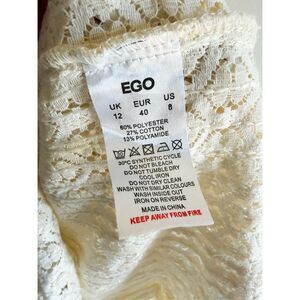 EGO
UK EUR US
12 40 8
60% POLYESTER
27% COTTON
13% POLYAMIDE
30°C SYNTHETIC CYCLE
DO NOT BLEACH
DO NOT TUMBLE DRY
COOL IRON
DO NOT DRY CLEAN
WASH WITH SIMILAR COLOURS
WASH INSIDE OUT
IRON ON REVERSE
MADE IN CHINA
KEEP AWAY FROM FIRE